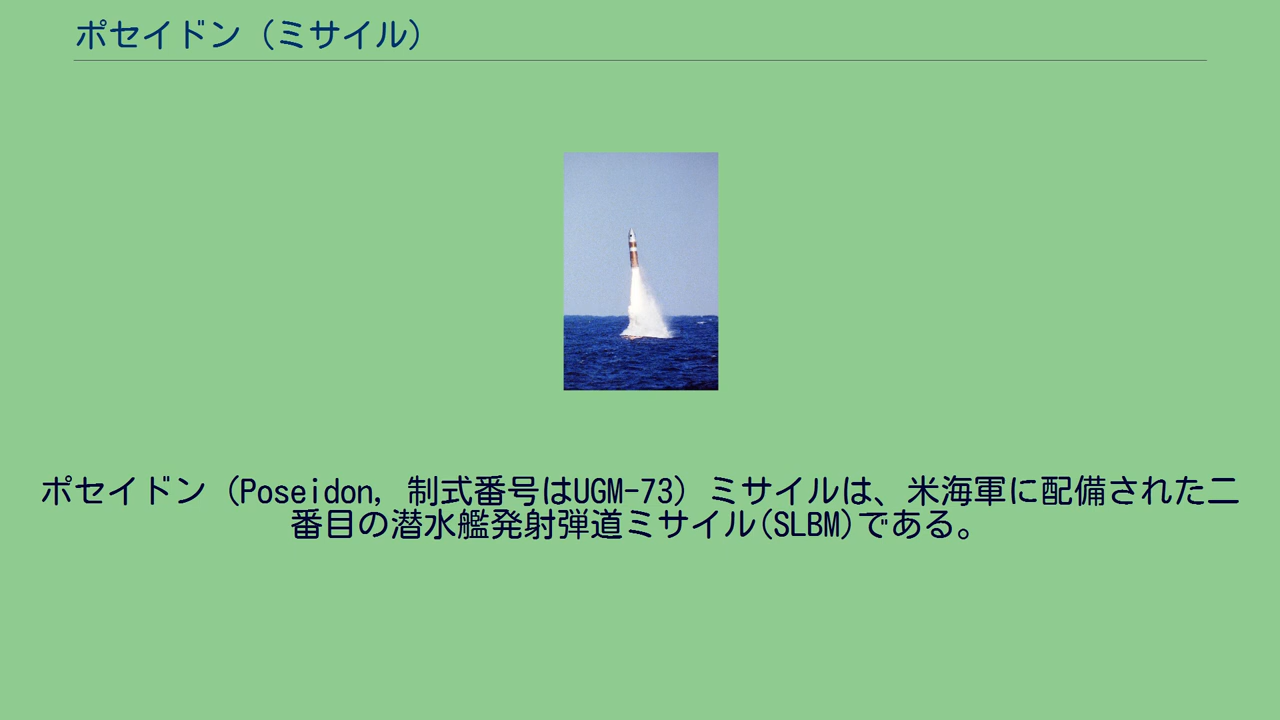 ポセイドン（ミサイル）
ポセイドン（Poseidon, 制式番号はUGM-73）ミサイルは、米海軍に配備された二
番目の潜水艦発射弾道ミサイル(SLBM)である。